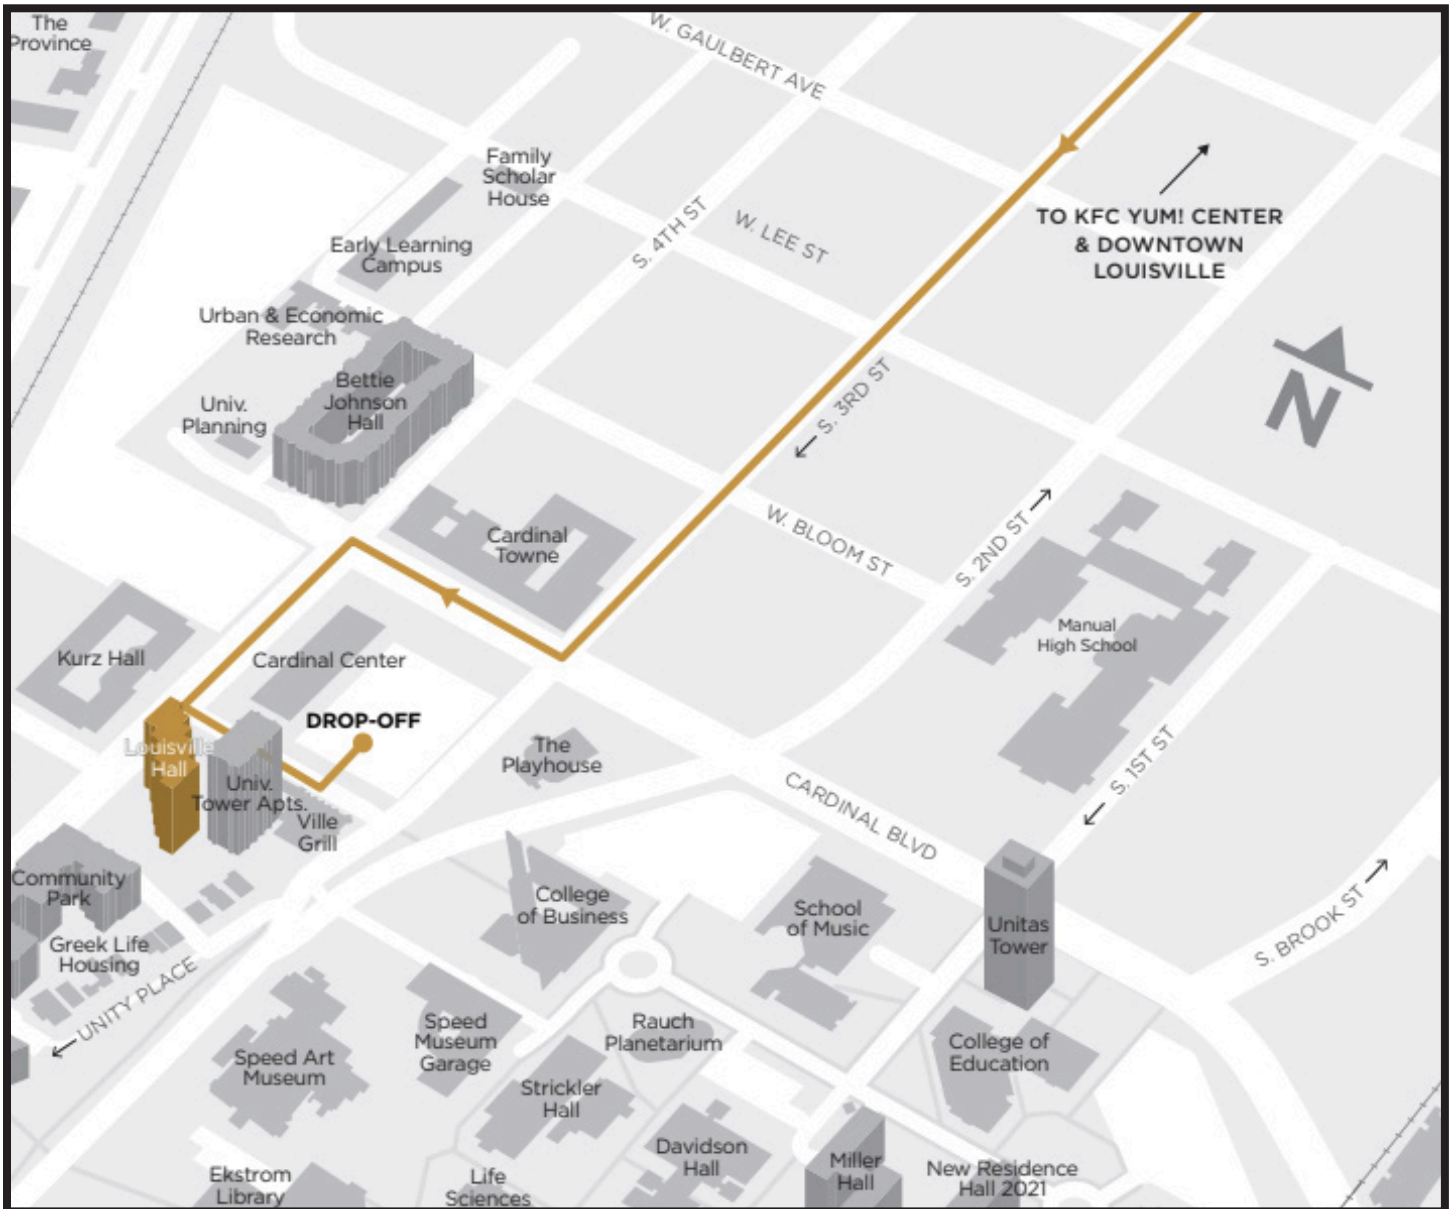 The
Province
W. GAULBERT AVE
Family
Scholar
House
TO KFC YUM! CENTER
& DOWNTOWN
LOUISVILLE
S. 4TH ST
W. LEE ST
Early Learning
Campus
Urban & Economic
Research
Bettie
Johnson
Hall
Univ.
Planning
S. 3RD ST
N
Cardinal
Towne
W. BLOOM ST
S. 2ND ST
Manual
High School
Kurz Hall
Cardinal Center
DROP-OFF
Louisville
Hall
Univ.
Tower Apts.
Ville
Grill
The
Playhouse
CARDINAL BLVD
S. 1ST ST
Community
Park
College
of Business
School
of Music
Unitas
Tower
S. BROOK ST
Greek Life
Housing
UNITY PLACE
Speed
Museum
Garage
Rauch
Planetarium
College of
Education
Speed Art
Museum
Strickler
Hall
Davidson
Hall
Miller
Hall
New Residence
Hall 2021
Ekstrom
Library
Life
Sciences